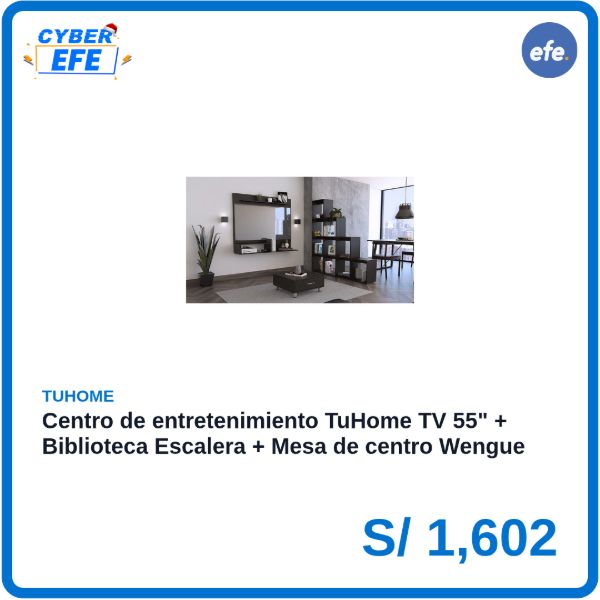 CYBER
EFE
efe.
TUHOME
Centro de entretenimiento TuHome TV 55" +
Biblioteca Escalera + Mesa de centro Wengue
S/ 1,602